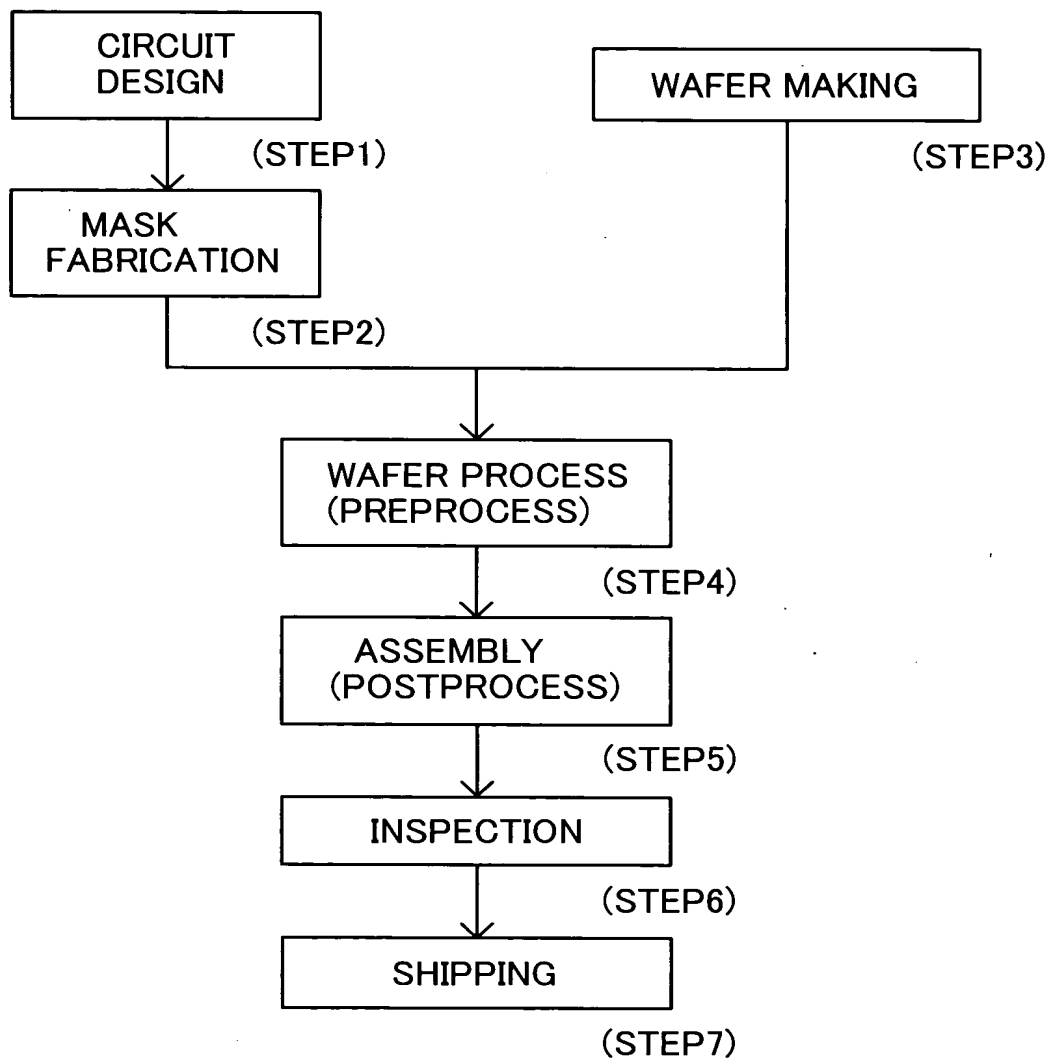 CIRCUIT
DESIGN
(STEP1)
MASK
FABRICATION
(STEP2)
WAFER MAKING
(STEP3)
WAFER PROCESS
(PREPROCESS)
(STEP4)
ASSEMBLY
(POSTPROCESS)
(STEP5)
INSPECTION
(STEP6)
SHIPPING
(STEP7)